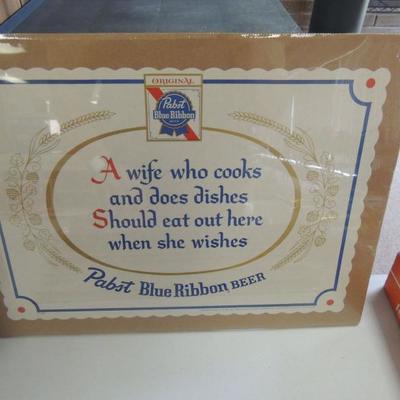 ORIGINAL
Pabst
Blue Ribbon
BEER
A wife who cooks
and does dishes
Should eat out here
when she wishes
Pabst Blue Ribbon BEER